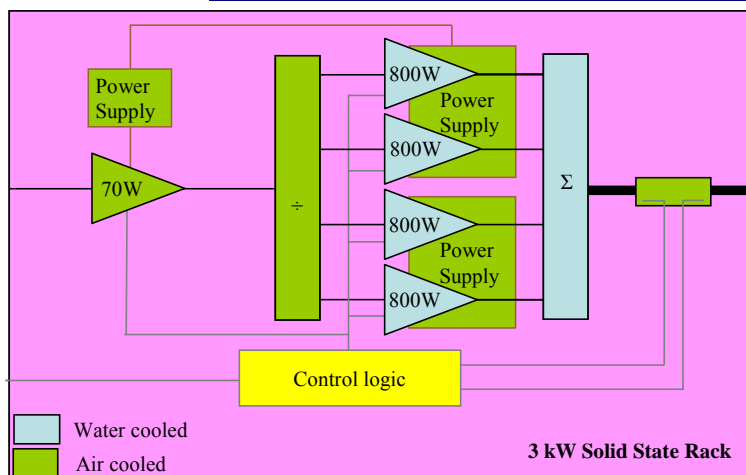 Power
Supply
70W
÷
800W
800W
800W
800W
Power
Supply
Power
Supply
Σ
Control logic
Water cooled
Air cooled
3 kW Solid State Rack